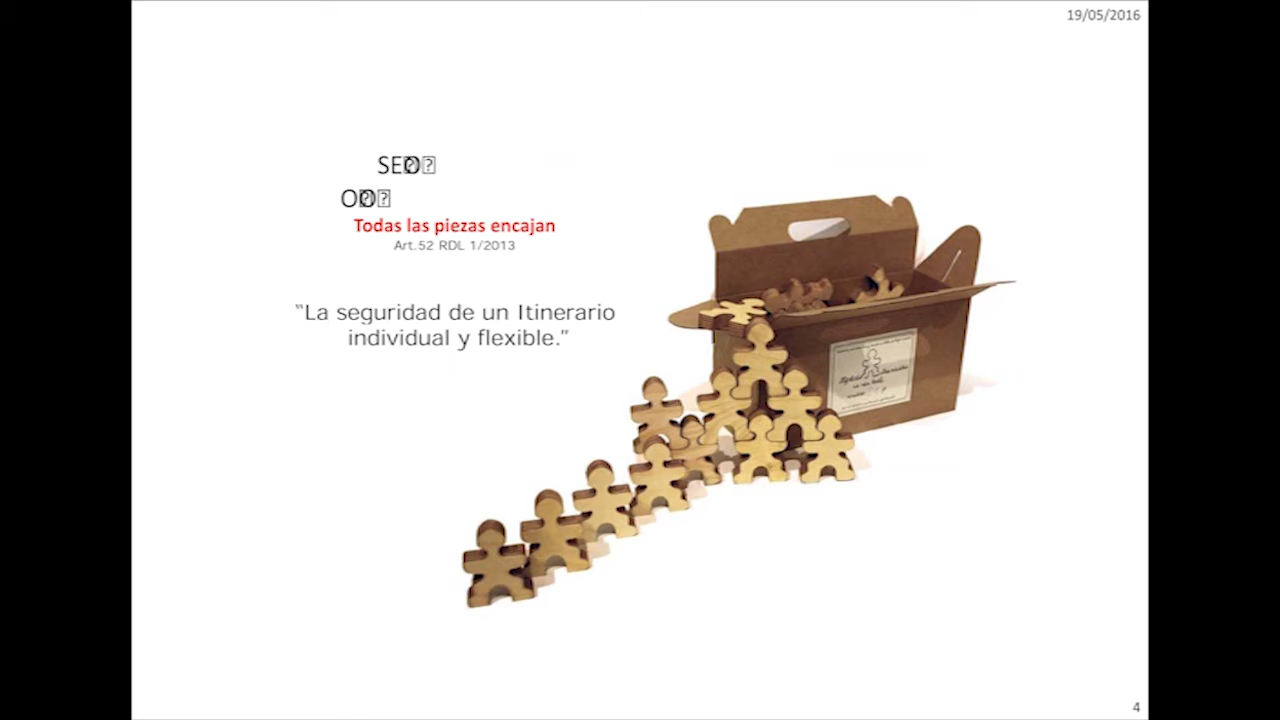 19/05/2016
Todas las piezas encajan
Art.52 RDL 1/2013
“La seguridad de un Itinerario
individual y flexible.”
4